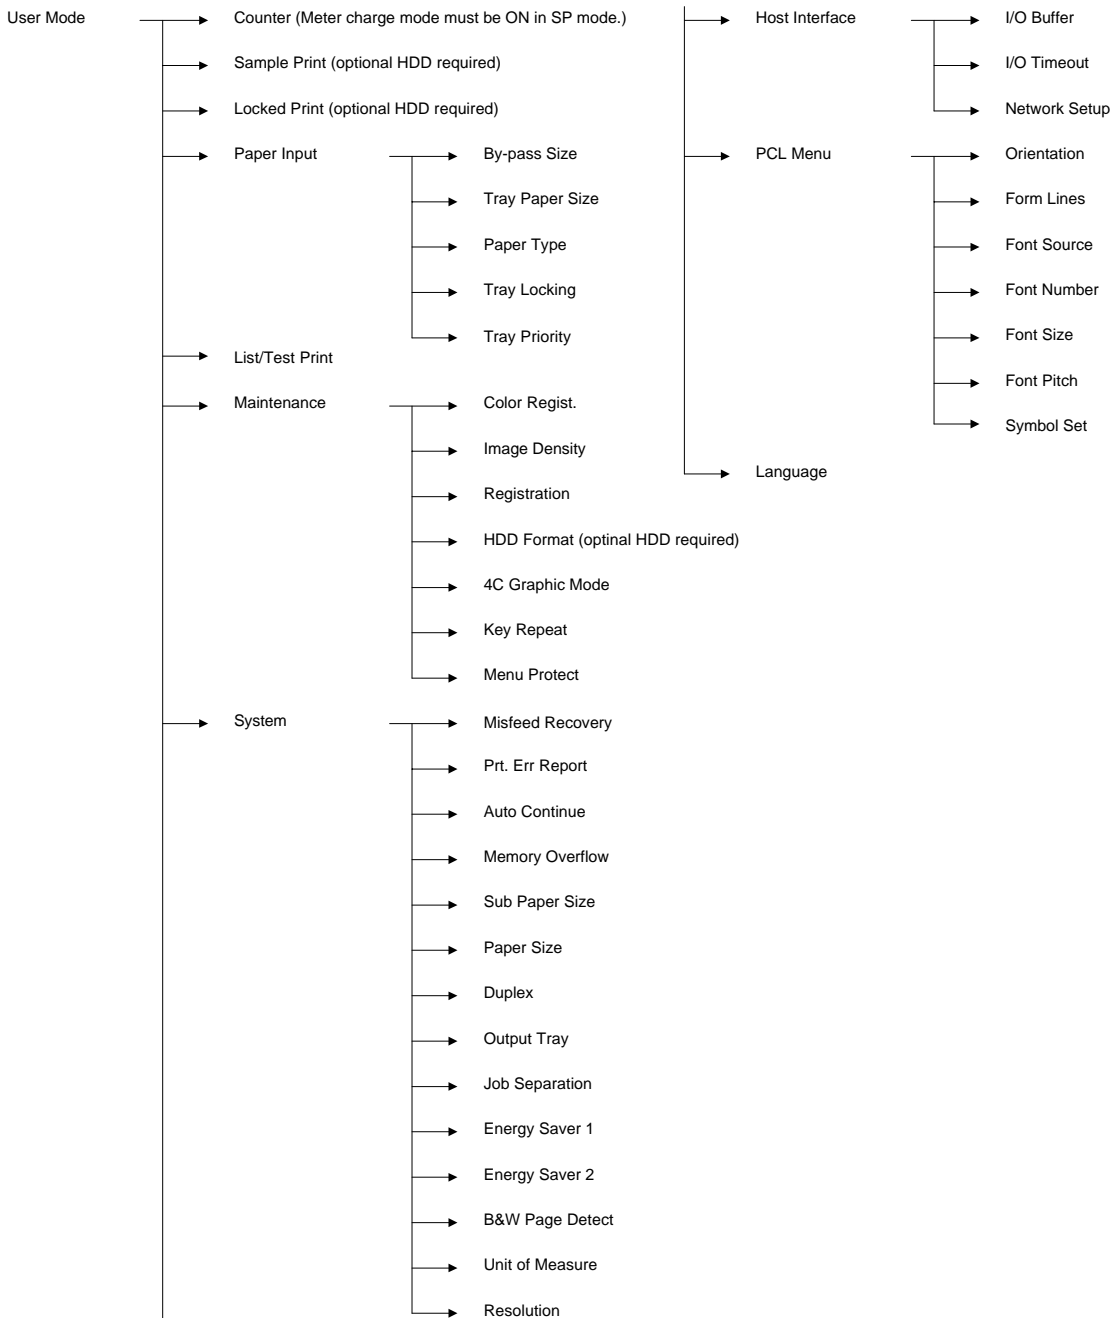 User Mode
Counter (Meter charge mode must be ON in SP mode.)
Sample Print (optional HDD required)
Locked Print (optional HDD required)
Paper Input
By-pass Size
Tray Paper Size
Paper Type
Tray Locking
Tray Priority
List/Test Print
Maintenance
Color Regist.
Image Density
Registration
HDD Format (optinal HDD required)
4C Graphic Mode
Key Repeat
Menu Protect
System
Misfeed Recovery
Prt. Err Report
Auto Continue
Memory Overflow
Sub Paper Size
Paper Size
Duplex
Output Tray
Job Separation
Energy Saver 1
Energy Saver 2
B&W Page Detect
Unit of Measure
Resolution
Host Interface
I/O Buffer
I/O Timeout
Network Setup
PCL Menu
Orientation
Form Lines
Font Source
Font Number
Font Size
Font Pitch
Symbol Set
Language